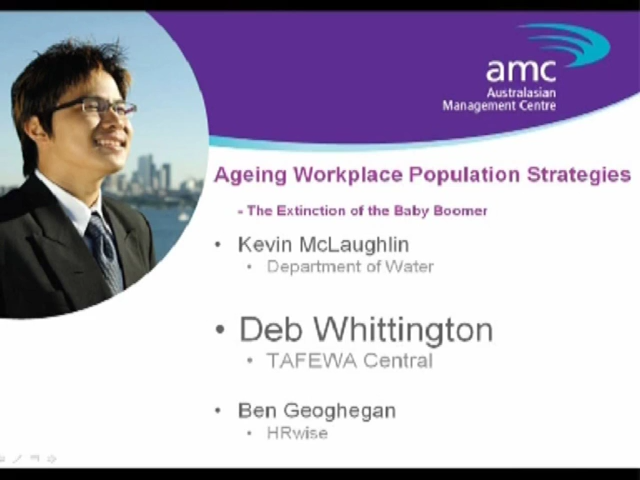 amc
Australasian
Management Centre
Ageing Workplace Population Strategies
- The Extinction of the Baby Boomer
• Kevin McLaughlin
• Department of Water
• Deb Whittington
• TAFEWA Central
• Ben Geoghegan
• HRwise